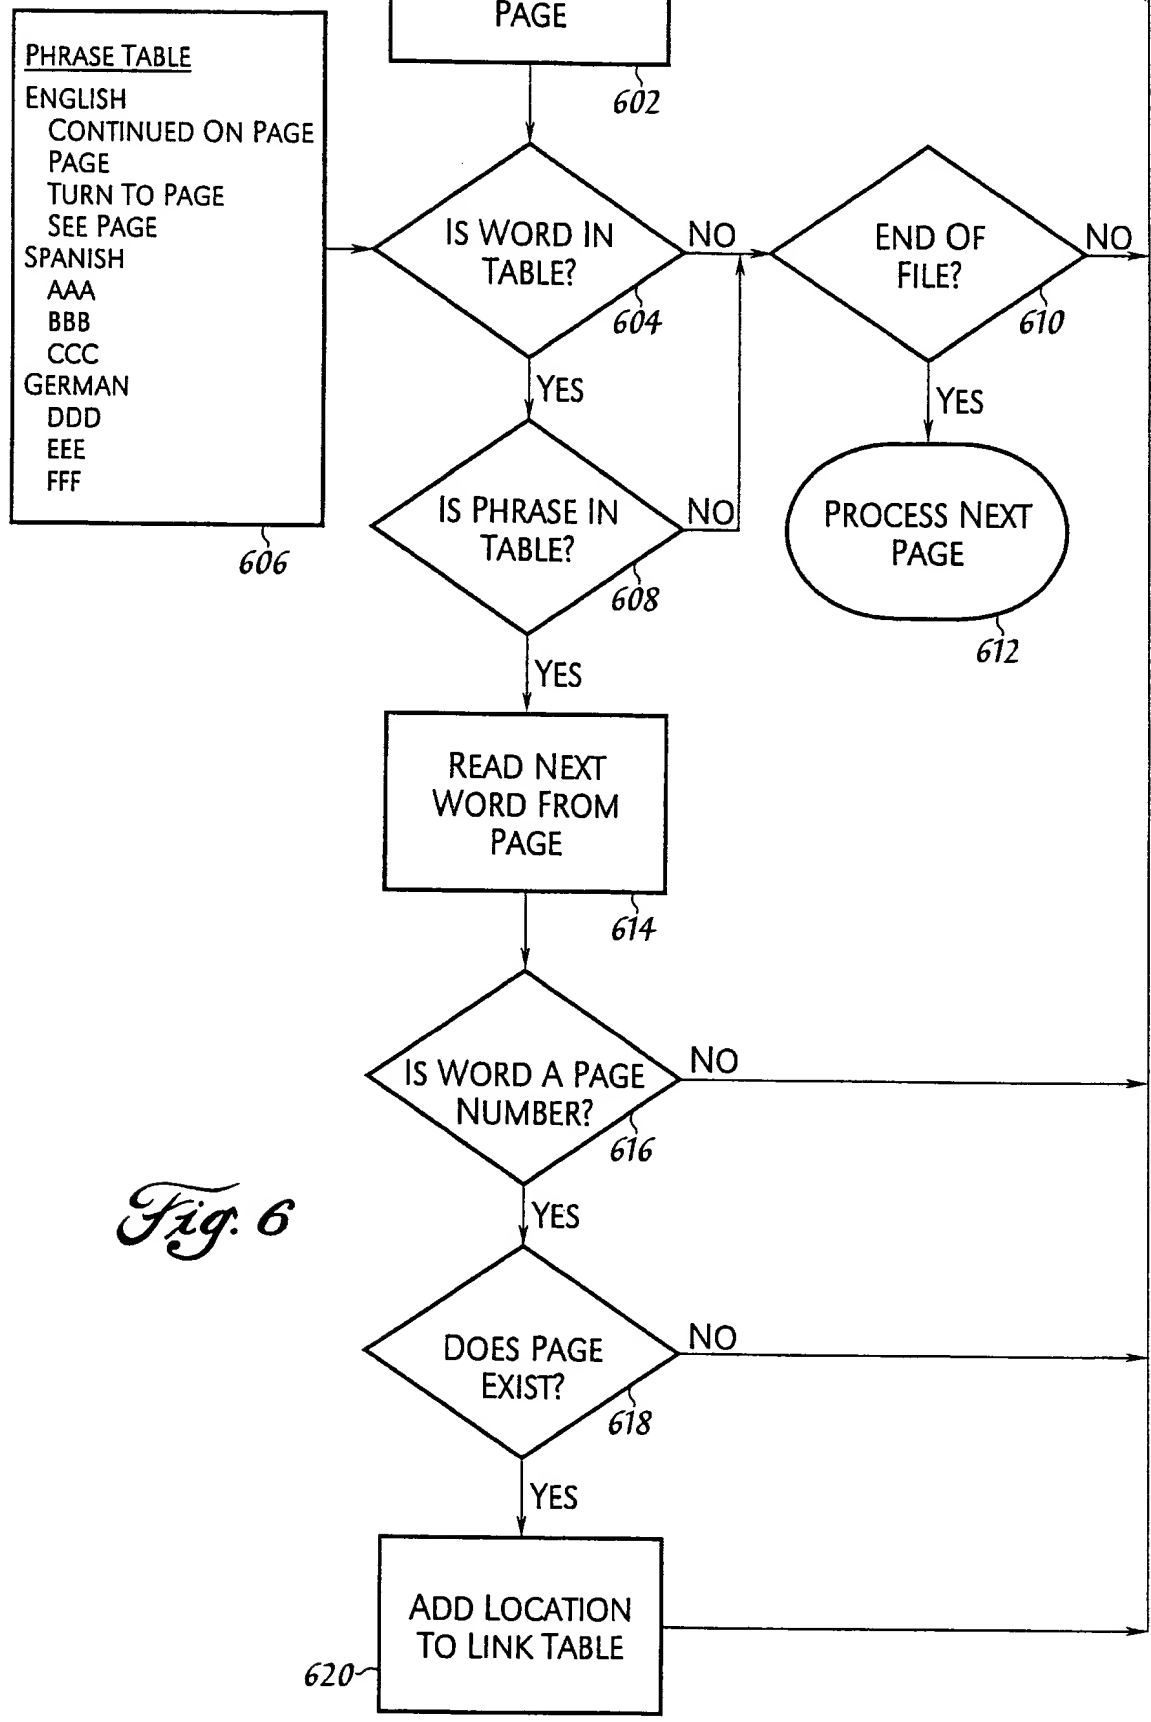 PAGE
602
PHRASE TABLE
ENGLISH
CONTINUED ON PAGE
PAGE
TURN TO PAGE
SEE PAGE
SPANISH
AAA
BBB
CCC
GERMAN
DDD
EEE
FFF
606
IS WORD IN
TABLE?
604
NO
YES
END OF
FILE?
610
NO
YES
IS PHRASE IN
TABLE?
608
NO
YES
PROCESS NEXT
PAGE
612
READ NEXT
WORD FROM
PAGE
614
IS WORD A PAGE
NUMBER?
616
NO
YES
Fig. 6
DOES PAGE
EXIST?
618
NO
YES
ADD LOCATION
TO LINK TABLE
620